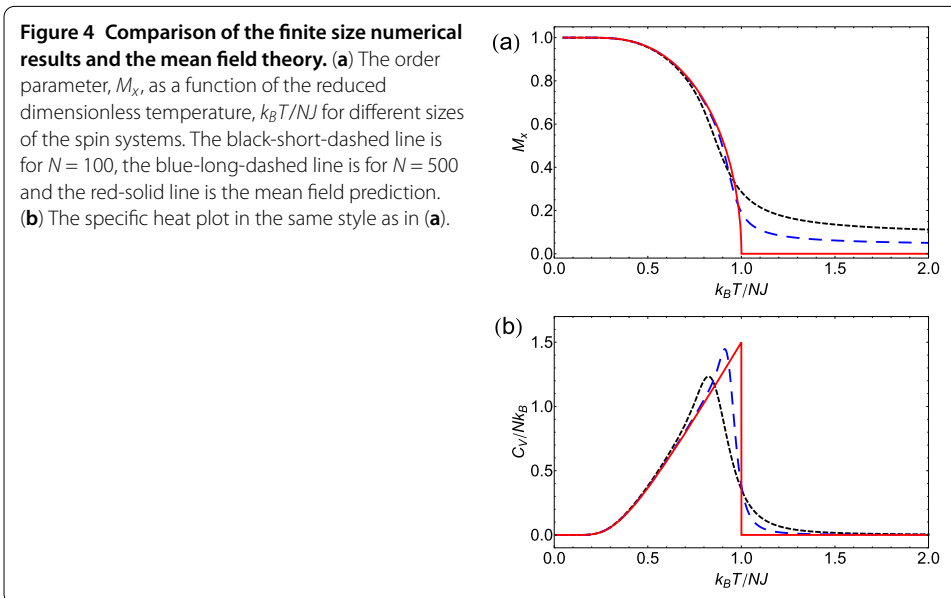 Figure 4 Comparison of the finite size numerical
results and the mean field theory. (a) The order
parameter, Mx, as a function of the reduced
dimensionless temperature, kBT/NJ for different sizes
of the spin systems. The black-short-dashed line is
for N = 100, the blue-long-dashed line is for N = 500
and the red-solid line is the mean field prediction.
(b) The specific heat plot in the same style as in (a).
(a)
1.0
0.8
0.6
0.4
0.2
0.0
Mx
0.0 0.5 1.0 1.5 2.0
kBT/NJ
(b)
1.5
1.0
0.5
0.0
CV/NkB
0.0 0.5 1.0 1.5 2.0
kBT/NJ